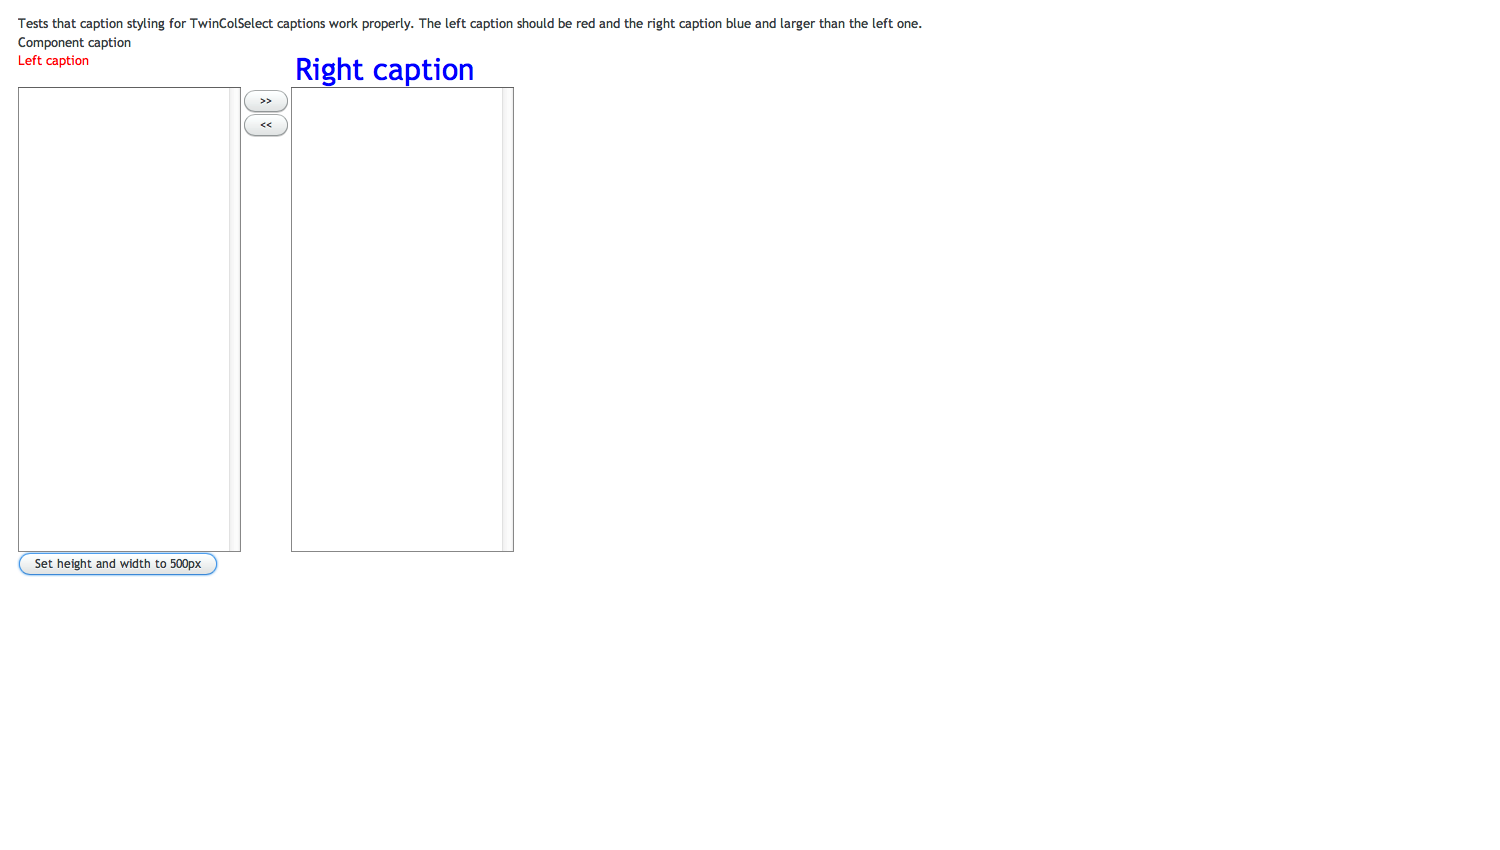 Tests that caption styling for TwinColSelect captions work properly. The left caption should be red and the right caption blue and larger than the left one.
Component caption
Left caption
Right caption
>>
<<
Set height and width to 500px